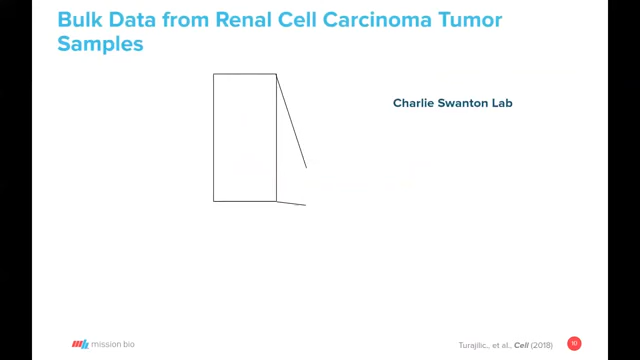 Bulk Data from Renal Cell Carcinoma Tumor
Samples
Charlie Swanton Lab
mission bio
Turajlic., et al., Cell (2018)
10